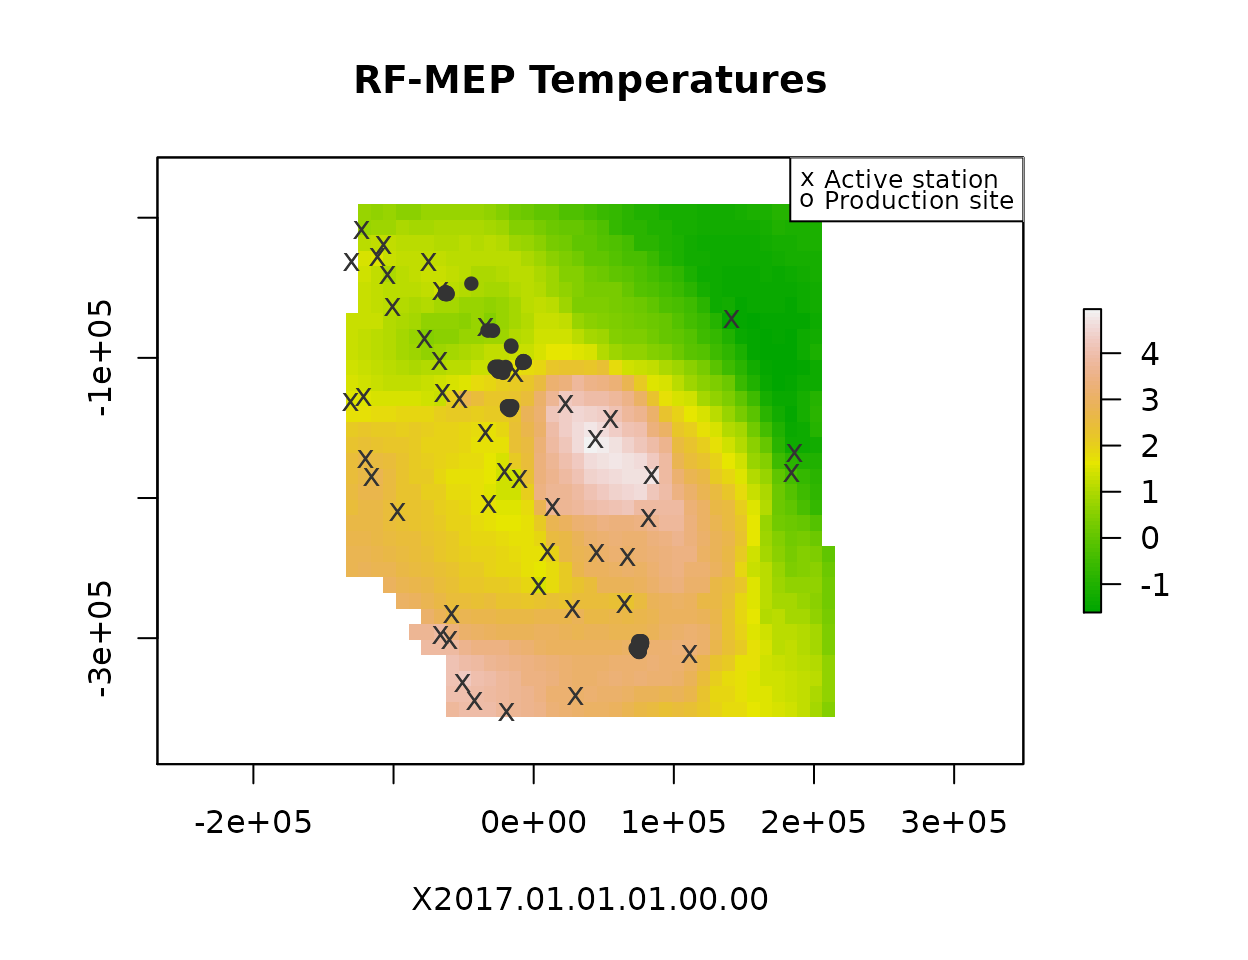 RF-MEP Temperatures
x Active station
o Production site
-1e+05
-3e+05
4
3
2
1
0
-1
-2e+05 0e+00 1e+05 2e+05 3e+05
X2017.01.01.01.00.00